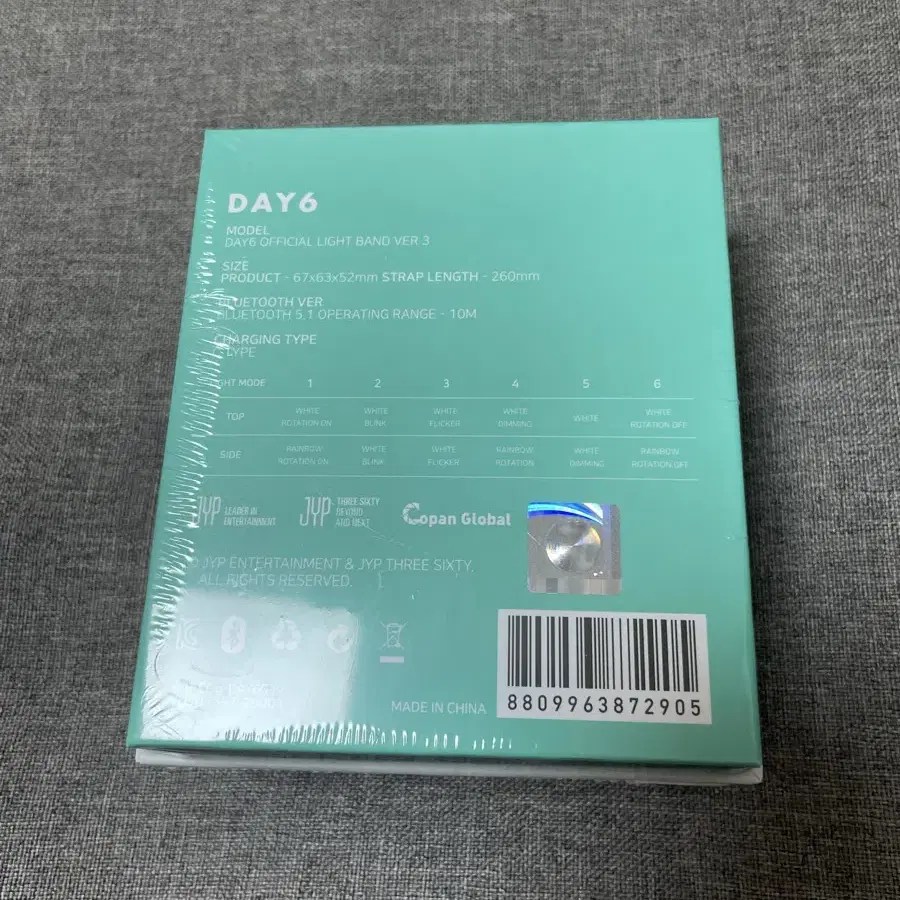 DAY6
MODEL
DAY6 OFFICIAL LIGHT BAND VER 3
SIZE
PRODUCT - 67x63x52mm STRAP LENGTH - 260mm
BLUETOOTH VER
BLUETOOTH 5.1 OPERATING RANGE - 10M
CHARGING TYPE
C-TYPE
LIGHT MODE 1 2 3 4 5 6
TOP WHITE ROTATION ON WHITE BLINK WHITE FLICKER WHITE DIMMING WHITE WHITE ROTATION OFF
SIDE RAINBOW ROTATION ON WHITE BLINK WHITE FLICKER RAINBOW ROTATION WHITE DIMMING RAINBOW ROTATION OFF
JYP LEADER IN ENTERTAINMENT
JYP THREE SIXTY BEYOND AND NEXT
Copan Global
JYP ENTERTAINMENT & JYP THREE SIXTY.
ALL RIGHTS RESERVED.
MADE IN CHINA
8809963872905